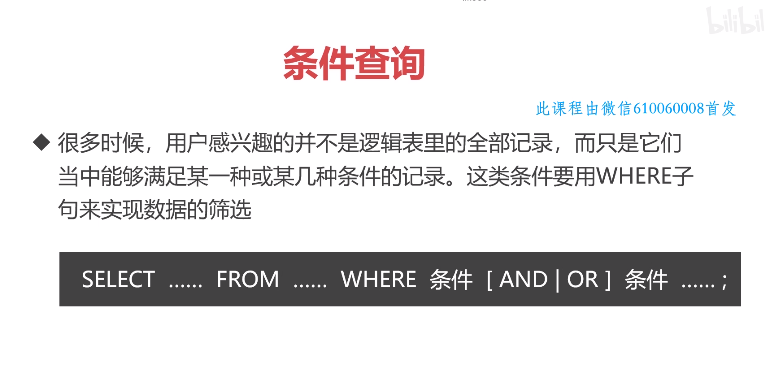 bilibil
条件查询
此课程由微信610060008首发
◆ 很多时候，用户感兴趣的并不是逻辑表里的全部记录，而只是它们
当中能够满足某一种或某几种条件的记录。这类条件要用WHERE子
句来实现数据的筛选
SELECT …… FROM …… WHERE 条件 [ AND | OR ] 条件 …… ;